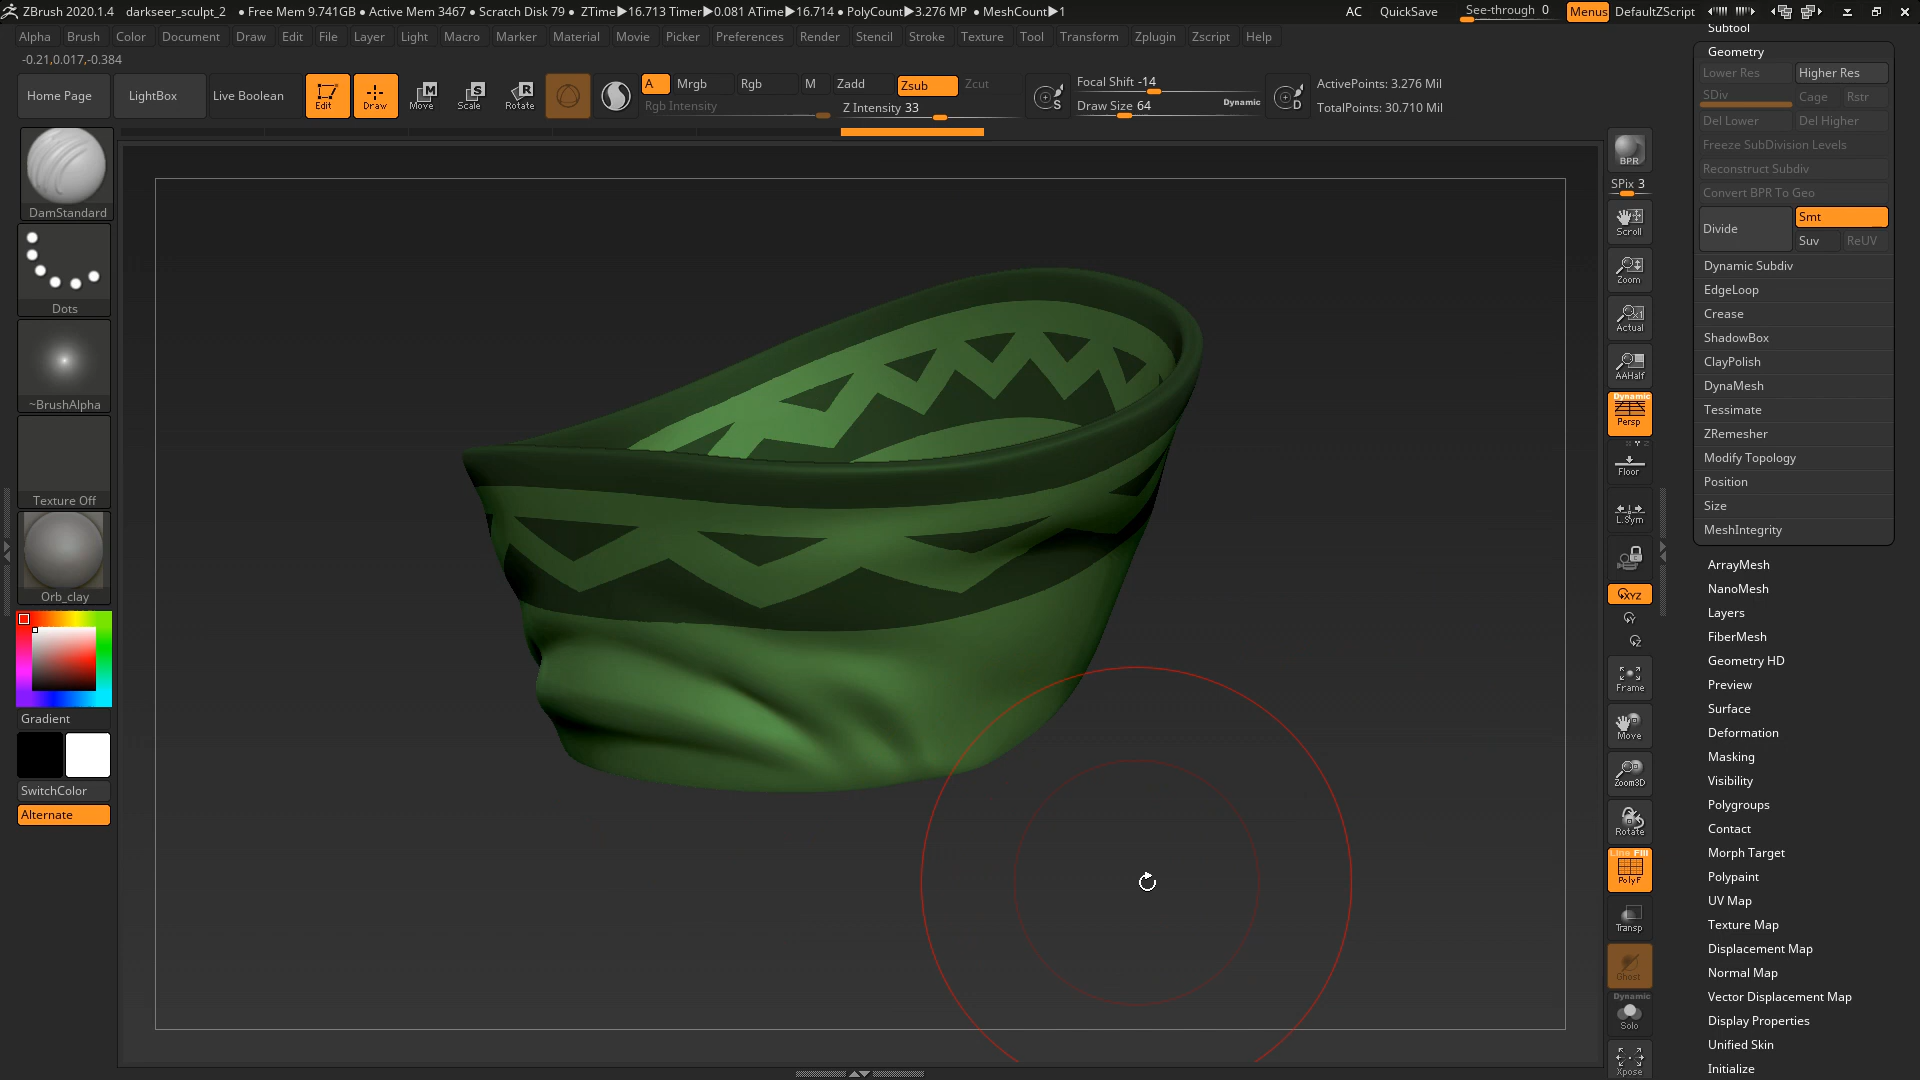 ZBrush 2020.1.4 darkseer_sculpt_2 • Free Mem 9.741GB • Active Mem 3467 • Scratch Disk 79 • ZTime▶16.713 Timer▶0.081 ATime▶16.714 • PolyCount▶3.276 MP • MeshCount▶1 AC QuickSave See-through 0 Menus DefaultZScript
Alpha Brush Color Document Draw Edit File Layer Light Macro Marker Material Movie Picker Preferences Render Stencil Stroke Texture Tool Transform Zplugin Zscript Help
-0.21,0.017,-0.384
Home Page LightBox Live Boolean Edit Draw Move Scale Rotate
A Mrgb Rgb M Zadd Zsub Zcut
Rgb Intensity Z Intensity 33
S Focal Shift -14
Draw Size 64 Dynamic
D ActivePoints: 3.276 Mil
TotalPoints: 30.710 Mil
DamStandard
Dots
~BrushAlpha
Texture Off
Orb_clay
Gradient
SwitchColor
Alternate
BPR
SPix 3
Scroll
Zoom
Actual
AAHalf
Dynamic
Persp
Floor
L.Sym
XYZ
Y
Z
Frame
Move
Zoom3D
Rotate
Line Fill
PolyF
Transp
Ghost
Dynamic
Solo
Xpose
Subtool
Geometry
Lower Res Higher Res
SDiv Cage Rstr
Del Lower Del Higher
Freeze SubDivision Levels
Reconstruct Subdiv
Convert BPR To Geo
Divide Smt
Suv ReUV
Dynamic Subdiv
EdgeLoop
Crease
ShadowBox
ClayPolish
DynaMesh
Tessimate
ZRemesher
Modify Topology
Position
Size
MeshIntegrity
ArrayMesh
NanoMesh
Layers
FiberMesh
Geometry HD
Preview
Surface
Deformation
Masking
Visibility
Polygroups
Contact
Morph Target
Polypaint
UV Map
Texture Map
Displacement Map
Normal Map
Vector Displacement Map
Display Properties
Unified Skin
Initialize